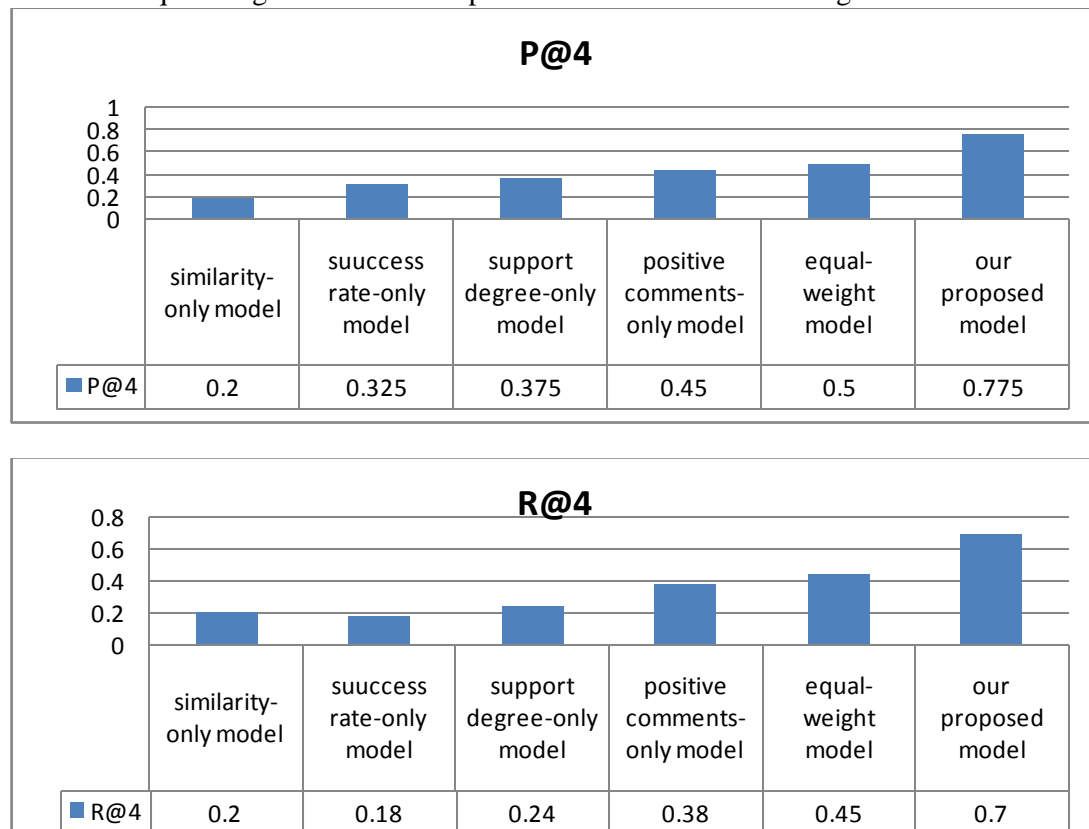 P@4
1
0.8
0.6
0.4
0.2
0
similarity-
only model
suuccess
rate-only
model
support
degree-only
model
positive
comments-
only model
equal-
weight
model
our
proposed
model
P@4 0.2 0.325 0.375 0.45 0.5 0.775
R@4
0.8
0.6
0.4
0.2
0
similarity-
only model
suuccess
rate-only
model
support
degree-only
model
positive
comments-
only model
equal-
weight
model
our
proposed
model
R@4 0.2 0.18 0.24 0.38 0.45 0.7